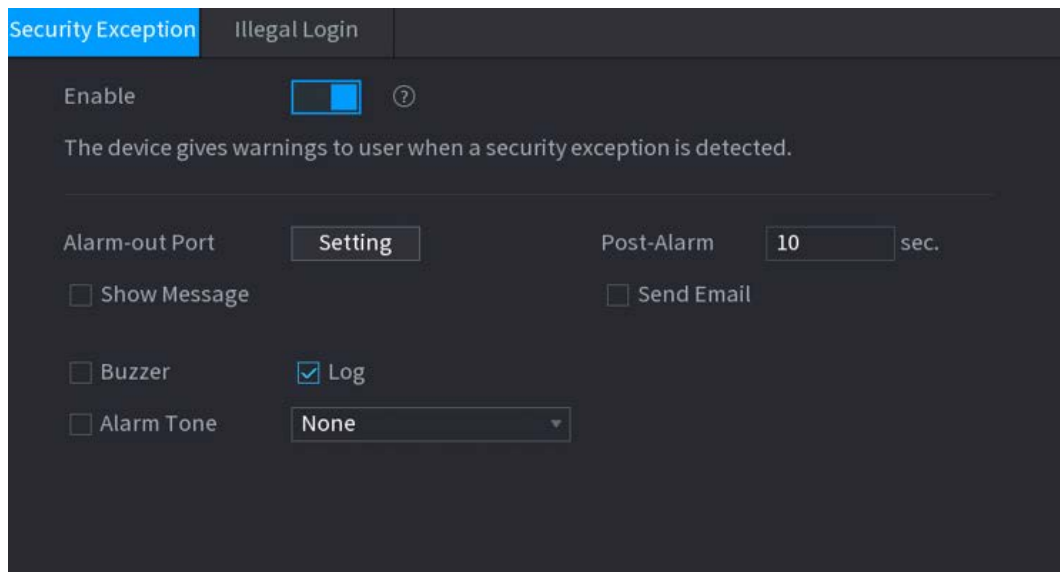 Security Exception Illegal Login
Enable ?
The device gives warnings to user when a security exception is detected.
Alarm-out Port Setting Post-Alarm 10 sec.
Show Message Send Email
Buzzer Log
Alarm Tone None